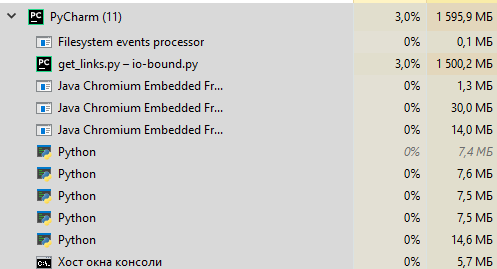 PyCharm (11) 3,0% 1 595,9 МБ
Filesystem events processor 0% 0,1 МБ
get_links.py – io-bound.py 3,0% 1 500,2 МБ
Java Chromium Embedded Fr... 0% 1,3 МБ
Java Chromium Embedded Fr... 0% 30,0 МБ
Java Chromium Embedded Fr... 0% 14,0 МБ
Python 0% 7,4 МБ
Python 0% 7,6 МБ
Python 0% 7,5 МБ
Python 0% 7,5 МБ
Python 0% 14,6 МБ
Хост окна консоли 0% 5,7 МБ